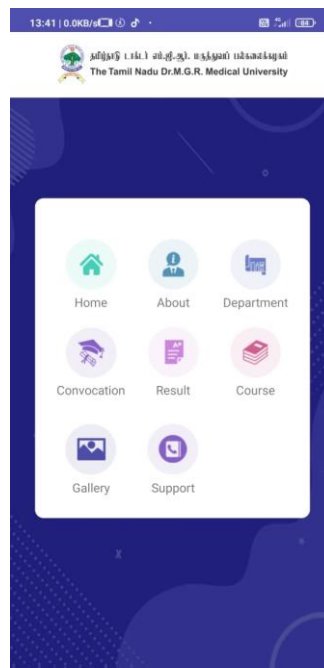 13:41 | 0.0KB/s
தமிழ்நாடு டாக்டர் எம்.ஜி.ஆர். மருத்துவப் பல்கலைக்கழகம்
The Tamil Nadu Dr.M.G.R. Medical University
Home About Department
Convocation Result Course
Gallery Support